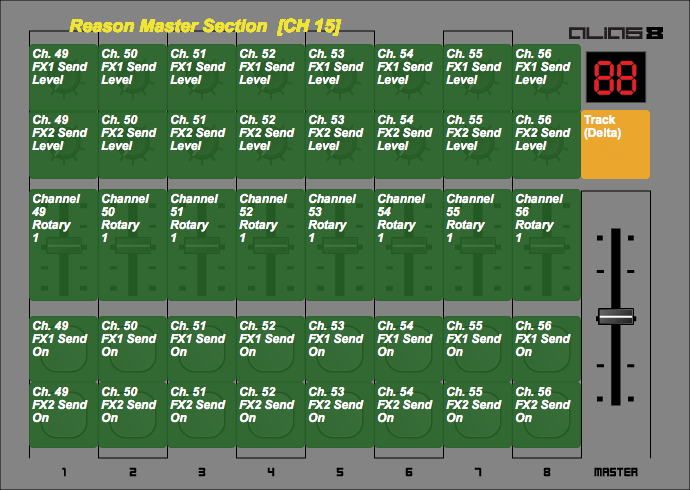 Reason Master Section [CH 15]
ALIAS 8
Ch. 49 FX1 Send Level
Ch. 50 FX1 Send Level
Ch. 51 FX1 Send Level
Ch. 52 FX1 Send Level
Ch. 53 FX1 Send Level
Ch. 54 FX1 Send Level
Ch. 55 FX1 Send Level
Ch. 56 FX1 Send Level
88
Ch. 49 FX2 Send Level
Ch. 50 FX2 Send Level
Ch. 51 FX2 Send Level
Ch. 52 FX2 Send Level
Ch. 53 FX2 Send Level
Ch. 54 FX2 Send Level
Ch. 55 FX2 Send Level
Ch. 56 FX2 Send Level
Track (Delta)
Channel 49 Rotary 1
Channel 50 Rotary 1
Channel 51 Rotary 1
Channel 52 Rotary 1
Channel 53 Rotary 1
Channel 54 Rotary 1
Channel 55 Rotary 1
Channel 56 Rotary 1
Ch. 49 FX1 Send On
Ch. 50 FX1 Send On
Ch. 51 FX1 Send On
Ch. 52 FX1 Send On
Ch. 53 FX1 Send On
Ch. 54 FX1 Send On
Ch. 55 FX1 Send On
Ch. 56 FX1 Send On
Ch. 49 FX2 Send On
Ch. 50 FX2 Send On
Ch. 51 FX2 Send On
Ch. 52 FX2 Send On
Ch. 53 FX2 Send On
Ch. 54 FX2 Send On
Ch. 55 FX2 Send On
Ch. 56 FX2 Send On
1 2 3 4 5 6 7 8 MASTER